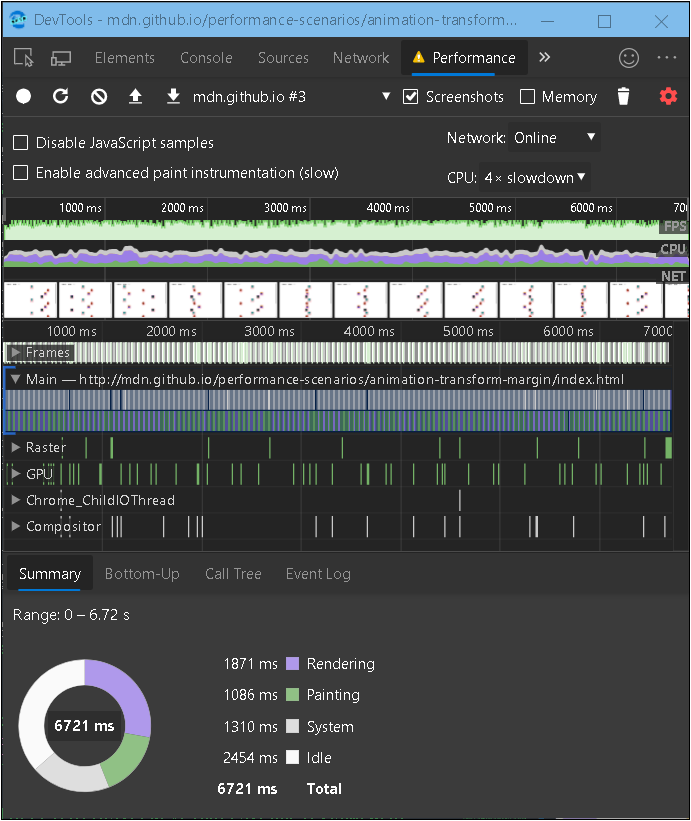 DevTools - mdn.github.io/performance-scenarios/animation-transform...
Elements Console Sources Network Performance »
mdn.github.io #3 Screenshots Memory
Disable JavaScript samples
Network: Online
Enable advanced paint instrumentation (slow)
CPU: 4× slowdown
1000 ms 2000 ms 3000 ms 4000 ms 5000 ms 6000 ms 70
FPS
CPU
NET
1000 ms 2000 ms 3000 ms 4000 ms 5000 ms 6000 ms 7000
Frames
Main — http://mdn.github.io/performance-scenarios/animation-transform-margin/index.html
Raster
GPU
Chrome_ChildIOThread
Compositor
Summary Bottom-Up Call Tree Event Log
Range: 0 – 6.72 s
1871 ms Rendering
1086 ms Painting
6721 ms
1310 ms System
2454 ms Idle
6721 ms Total